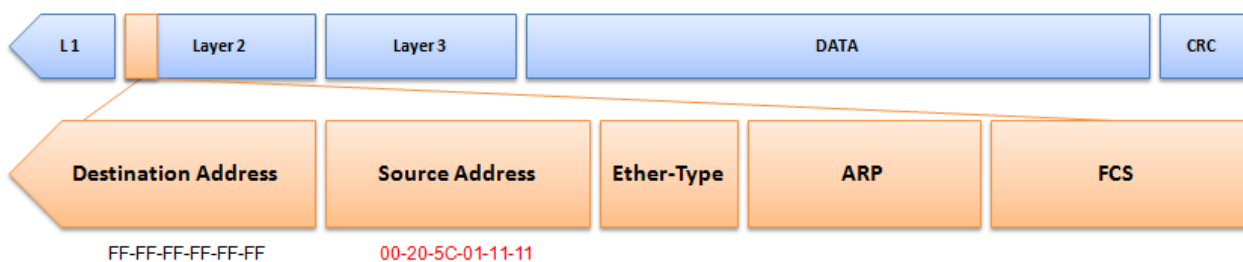 L 1 Layer 2 Layer 3 DATA CRC
Destination Address Source Address Ether-Type ARP FCS
FF-FF-FF-FF-FF-FF 00-20-5C-01-11-11